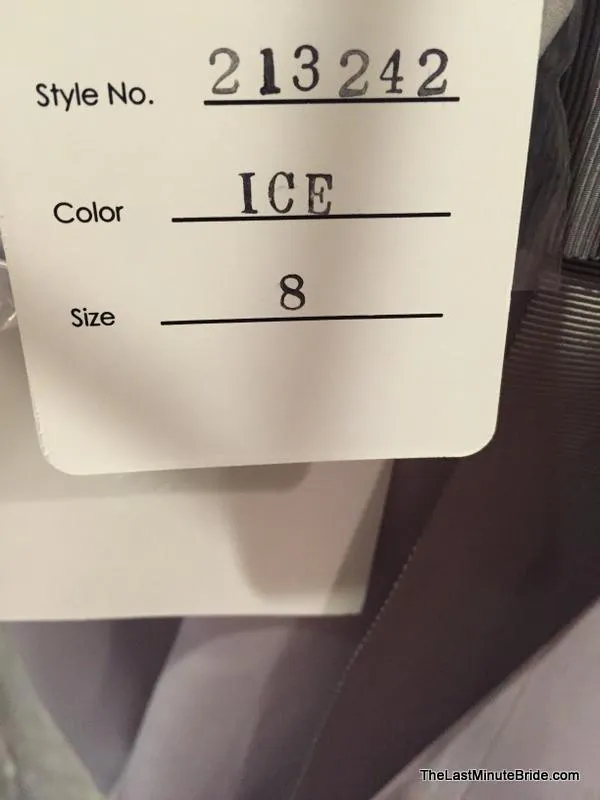 Style No. 213242
Color ICE
Size 8
TheLastMinuteBride.com